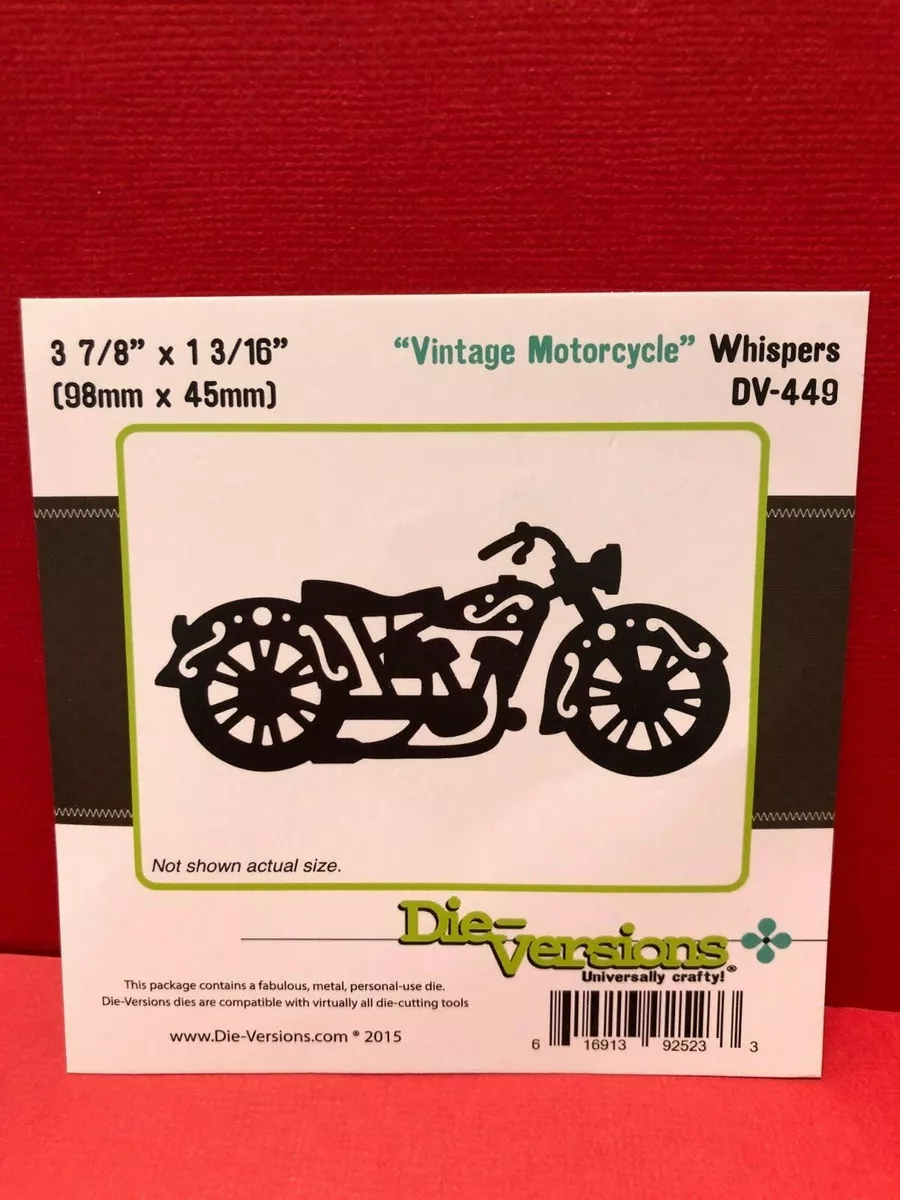 3 7/8” x 1 3/16”
(98mm x 45mm)
“Vintage Motorcycle” Whispers
DV-449
Not shown actual size.
Die-Versions
Universally crafty!®
This package contains a fabulous, metal, personal-use die.
Die-Versions dies are compatible with virtually all die-cutting tools
www.Die-Versions.com ® 2015
6 16913 92523 3